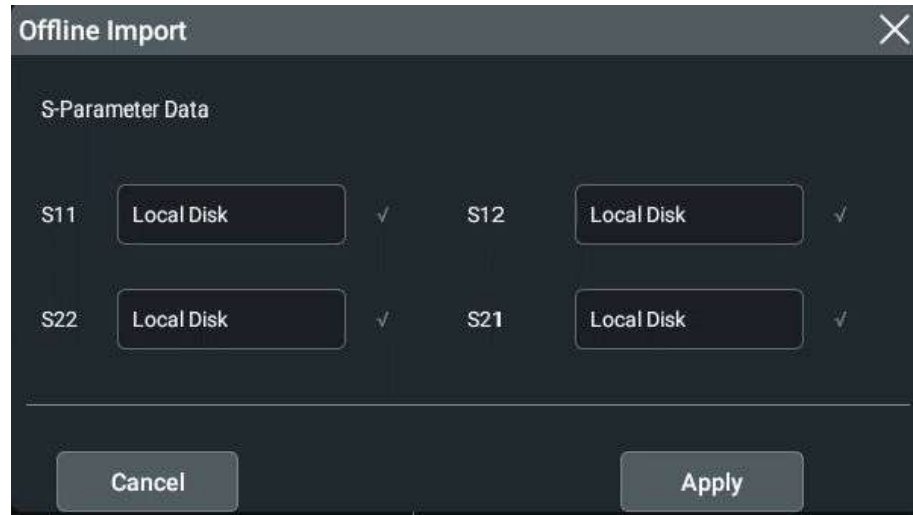 Offline Import
S-Parameter Data
S11 Local Disk √ S12 Local Disk √
S22 Local Disk √ S21 Local Disk √
Cancel Apply